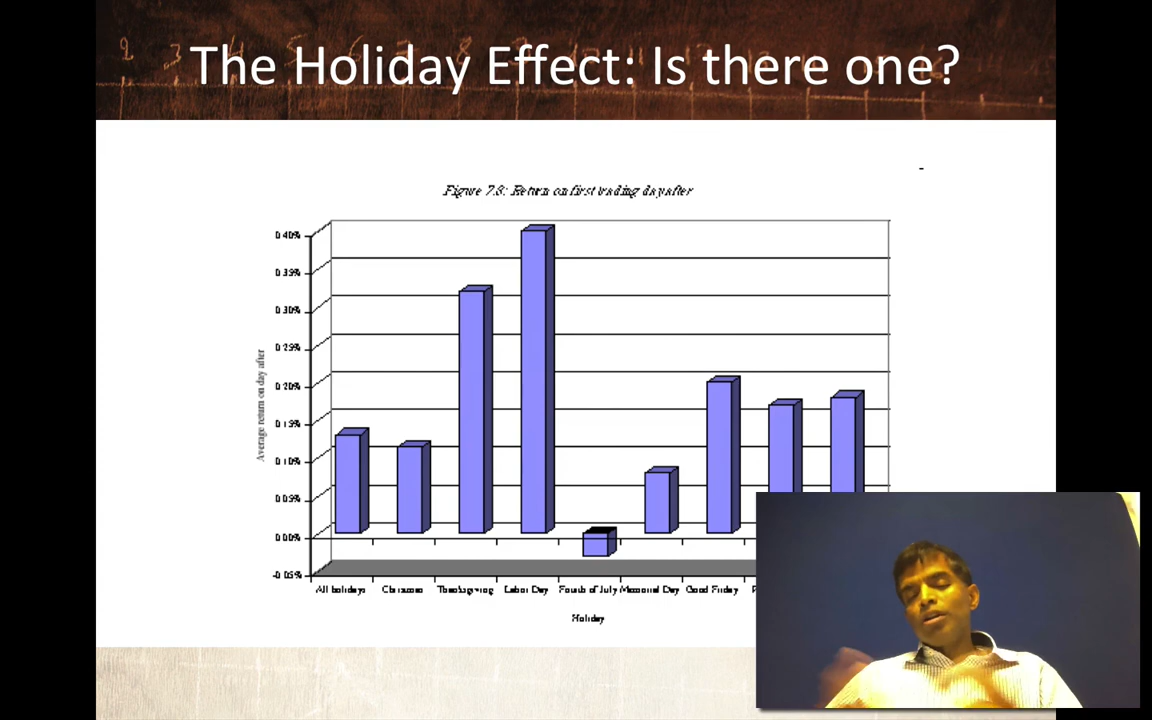 The Holiday Effect: Is there one?
Figure 7.8: Return on first trading day after
0.40%
0.35%
0.30%
0.25%
0.20%
0.15%
0.10%
0.05%
0.00%
-0.05%
Average return on day after
All holidays Christmas Thanksgiving Labor Day Fourth of July Memorial Day Good Friday
Holiday